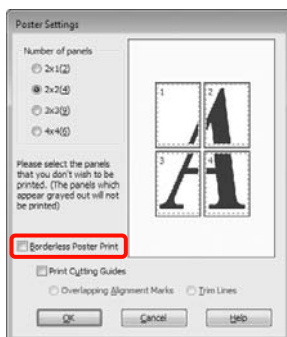 Poster Settings
Number of panels
2x1(2)
2x2(4)
3x3(9)
4x4(6)
1 2
3 4
Please select the panels
that you don't wish to be
printed. (The panels which
appear grayed out will not
be printed)
Borderless Poster Print
Print Cutting Guides
Overlapping Alignment Marks Trim Lines
OK Cancel Help